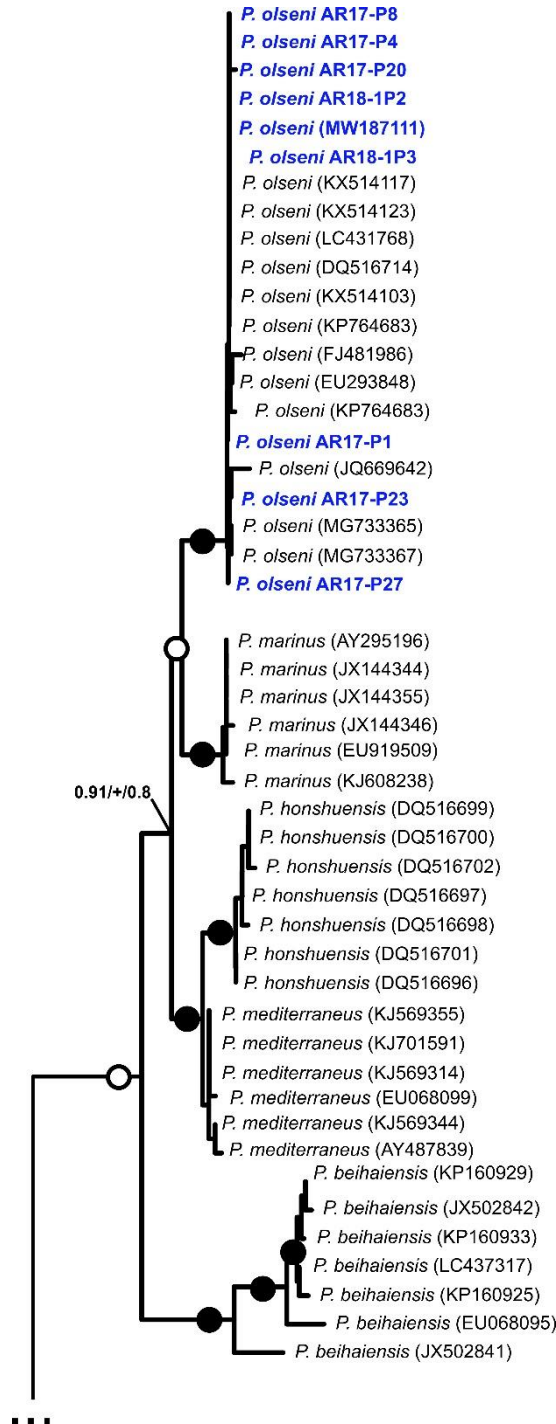 P. olseni AR17-P8
P. olseni AR17-P4
P. olseni AR17-P20
P. olseni AR18-1P2
P. olseni (MW187111)
P. olseni AR18-1P3
P. olseni (KX514117)
P. olseni (KX514123)
P. olseni (LC431768)
P. olseni (DQ516714)
P. olseni (KX514103)
P. olseni (KP764683)
P. olseni (FJ481986)
P. olseni (EU293848)
P. olseni (KP764683)
P. olseni AR17-P1
P. olseni (JQ669642)
P. olseni AR17-P23
P. olseni (MG733365)
P. olseni (MG733367)
P. olseni AR17-P27
P. marinus (AY295196)
P. marinus (JX144344)
P. marinus (JX144355)
P. marinus (JX144346)
P. marinus (EU919509)
P. marinus (KJ608238)
0.91/+/0.8
P. honshuensis (DQ516699)
P. honshuensis (DQ516700)
P. honshuensis (DQ516702)
P. honshuensis (DQ516697)
P. honshuensis (DQ516698)
P. honshuensis (DQ516701)
P. honshuensis (DQ516696)
P. mediterraneus (KJ569355)
P. mediterraneus (KJ701591)
P. mediterraneus (KJ569314)
P. mediterraneus (EU068099)
P. mediterraneus (KJ569344)
P. mediterraneus (AY487839)
P. beihaiensis (KP160929)
P. beihaiensis (JX502842)
P. beihaiensis (KP160933)
P. beihaiensis (LC437317)
P. beihaiensis (KP160925)
P. beihaiensis (EU068095)
P. beihaiensis (JX502841)